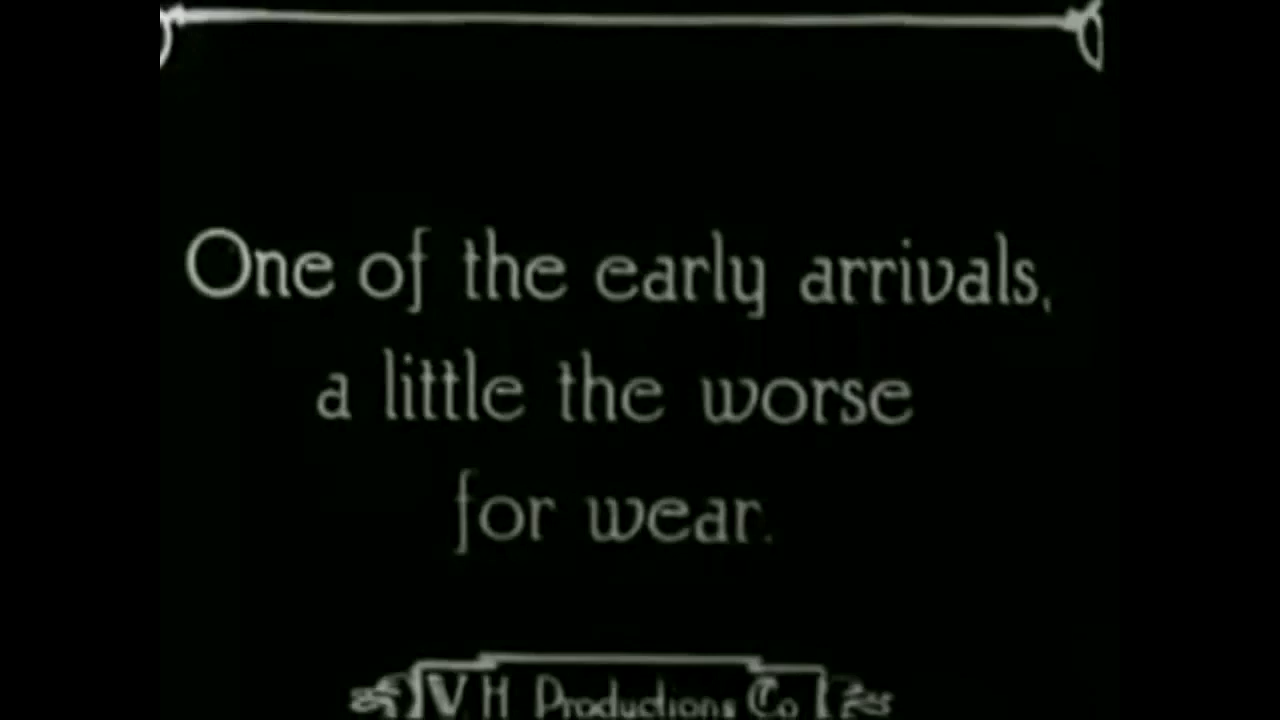 One of the early arrivals,
a little the worse
for wear.
V H Productions Co